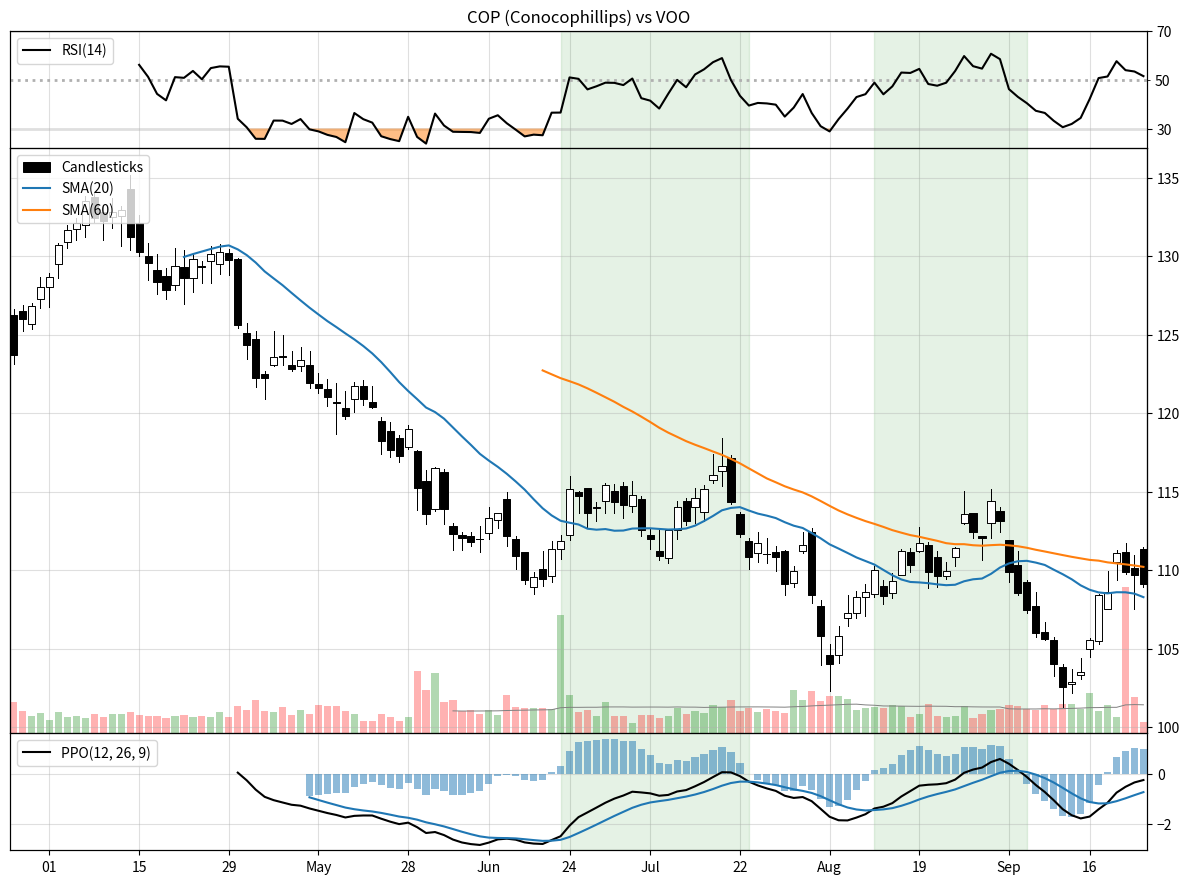 COP (Conocophillips) vs VOO
RSI(14)
70
50
30
Candlesticks
SMA(20)
SMA(60)
135
130
125
120
115
110
105
100
PPO(12, 26, 9)
0
−2
01 15 29 May 28 Jun 24 Jul 22 Aug 19 Sep 16